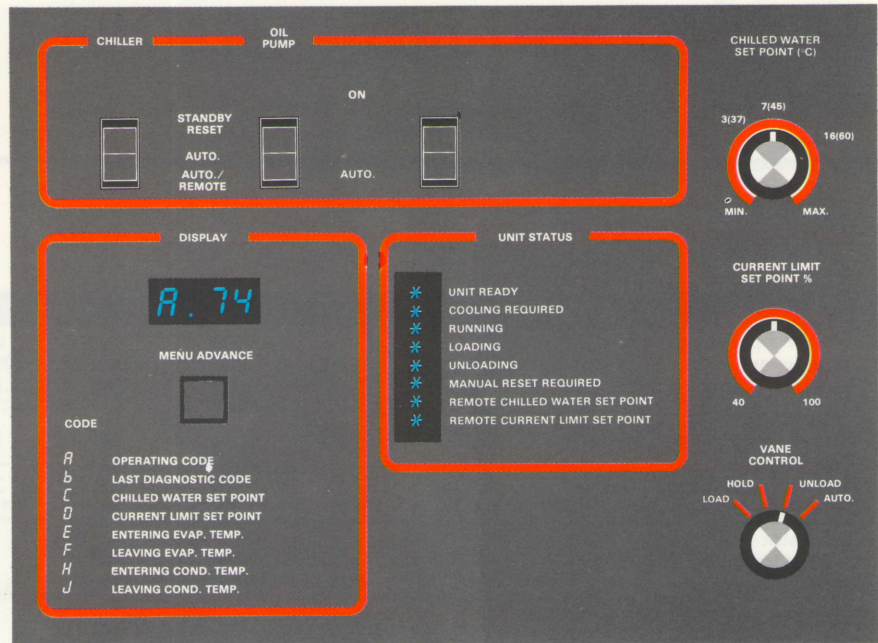 CHILLER
OIL
PUMP
ON
STANDBY
RESET
AUTO.
AUTO./
REMOTE
AUTO.
CHILLED WATER
SET POINT (°C)
3(37)
7(45)
16(60)
MIN.
MAX.
DISPLAY
A. 74
MENU ADVANCE
CODE
A OPERATING CODE
b LAST DIAGNOSTIC CODE
C CHILLED WATER SET POINT
D CURRENT LIMIT SET POINT
E ENTERING EVAP. TEMP.
F LEAVING EVAP. TEMP.
H ENTERING COND. TEMP.
J LEAVING COND. TEMP.
UNIT STATUS
* UNIT READY
* COOLING REQUIRED
* RUNNING
* LOADING
* UNLOADING
* MANUAL RESET REQUIRED
* REMOTE CHILLED WATER SET POINT
* REMOTE CURRENT LIMIT SET POINT
CURRENT LIMIT
SET POINT %
40
100
VANE
CONTROL
LOAD
HOLD
UNLOAD
AUTO.